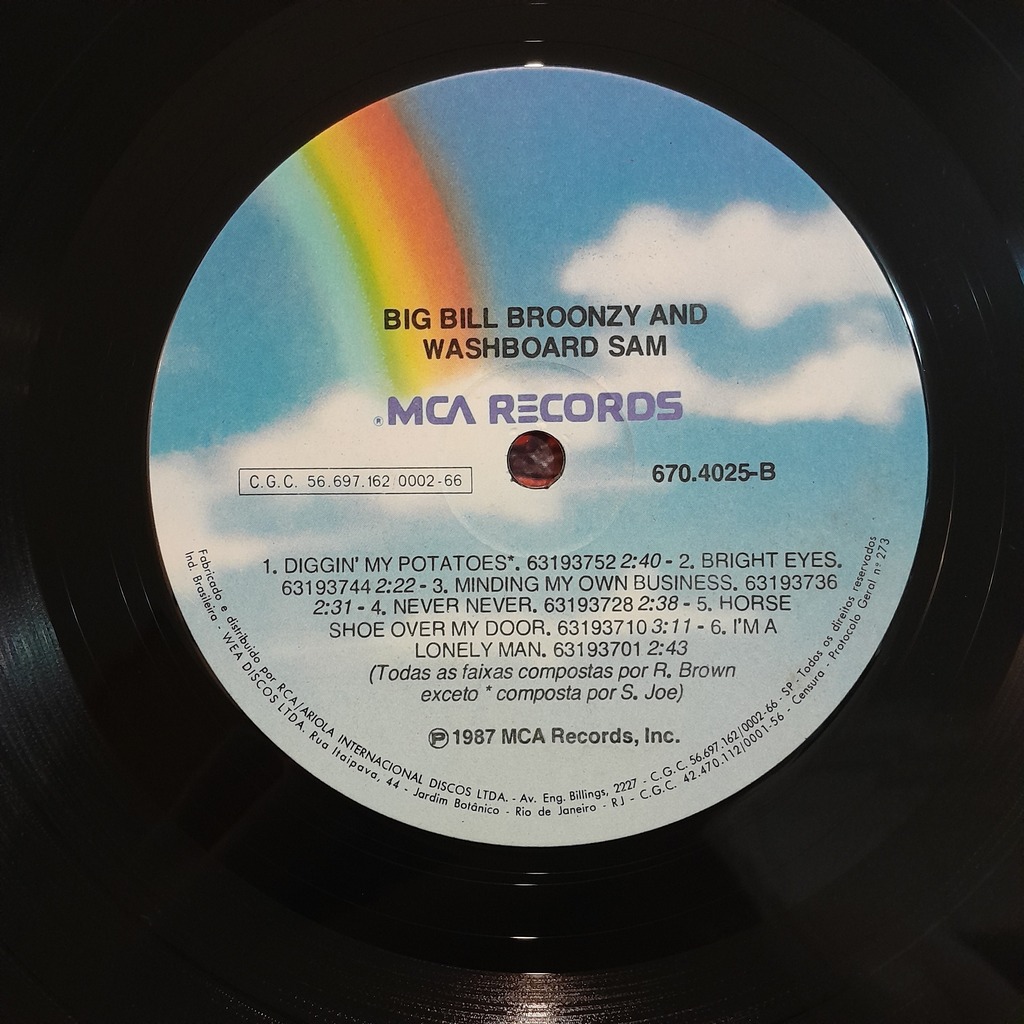 BIG BILL BROONZY AND
WASHBOARD SAM
® MCA RECORDS
C.G.C. 56.697.162/0002-66
670.4025-B
1. DIGGIN' MY POTATOES*. 63193752 2:40 - 2. BRIGHT EYES.
63193744 2:22 - 3. MINDING MY OWN BUSINESS. 63193736
2:31 - 4. NEVER NEVER. 63193728 2:38 - 5. HORSE
SHOE OVER MY DOOR. 63193710 3:11 - 6. I'M A
LONELY MAN. 63193701 2:43
(Todas as faixas compostas por R. Brown
exceto * composta por S. Joe)
Ⓟ 1987 MCA Records, Inc.
Fabricado e distribuido por RCA/ARIOLA INTERNACIONAL DISCOS LTDA. - Av. Eng. Billings, 2227 - C.G.C. 56.697.162/0002-66 - SP - Todos os direitos reservados
Ind. Brasileira - WEA DISCOS LTDA. Rua Itaipava, 44 - Jardim Botânico - Rio de Janeiro - RJ - C.G.C. 42.470.112/0001-56 - Censura - Protocolo Geral nº 273